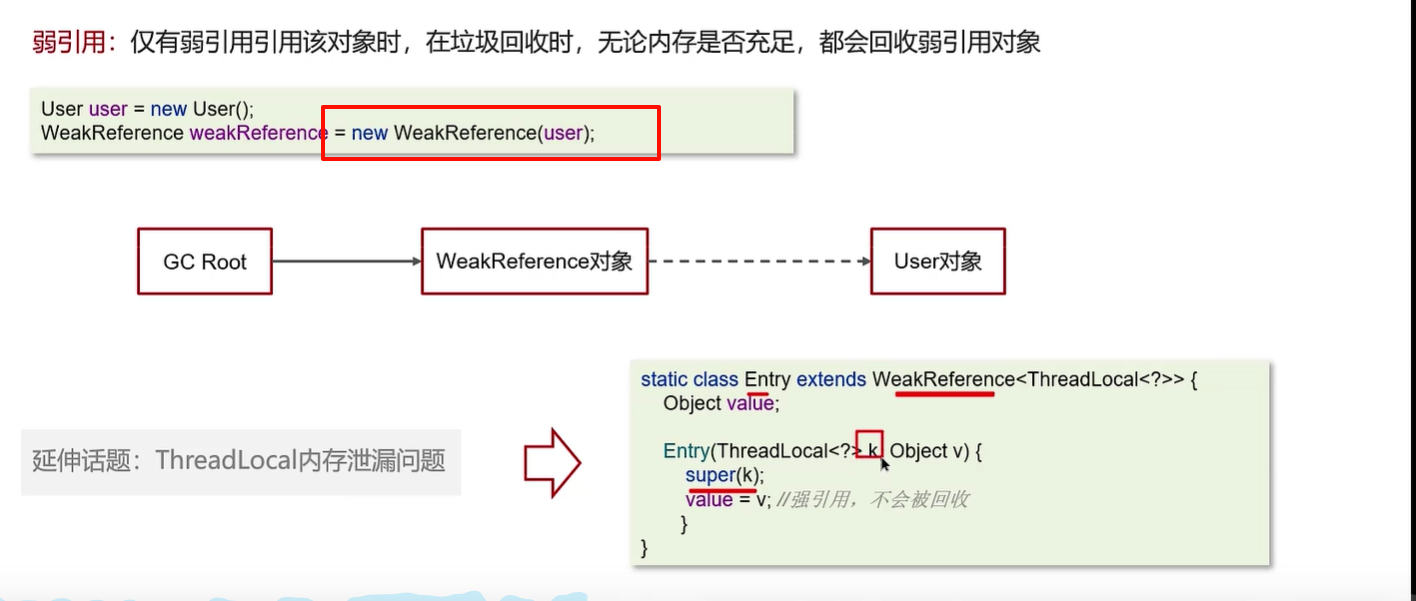 弱引用：仅有弱引用引用该对象时，在垃圾回收时，无论内存是否充足，都会回收弱引用对象
User user = new User();
WeakReference weakReference = new WeakReference(user);
GC Root
WeakReference对象
User对象
延伸话题：ThreadLocal内存泄漏问题
static class Entry extends WeakReference<ThreadLocal<?>> {
Object value;
Entry(ThreadLocal<?> k, Object v) {
super(k);
value = v; //强引用，不会被回收
}
}